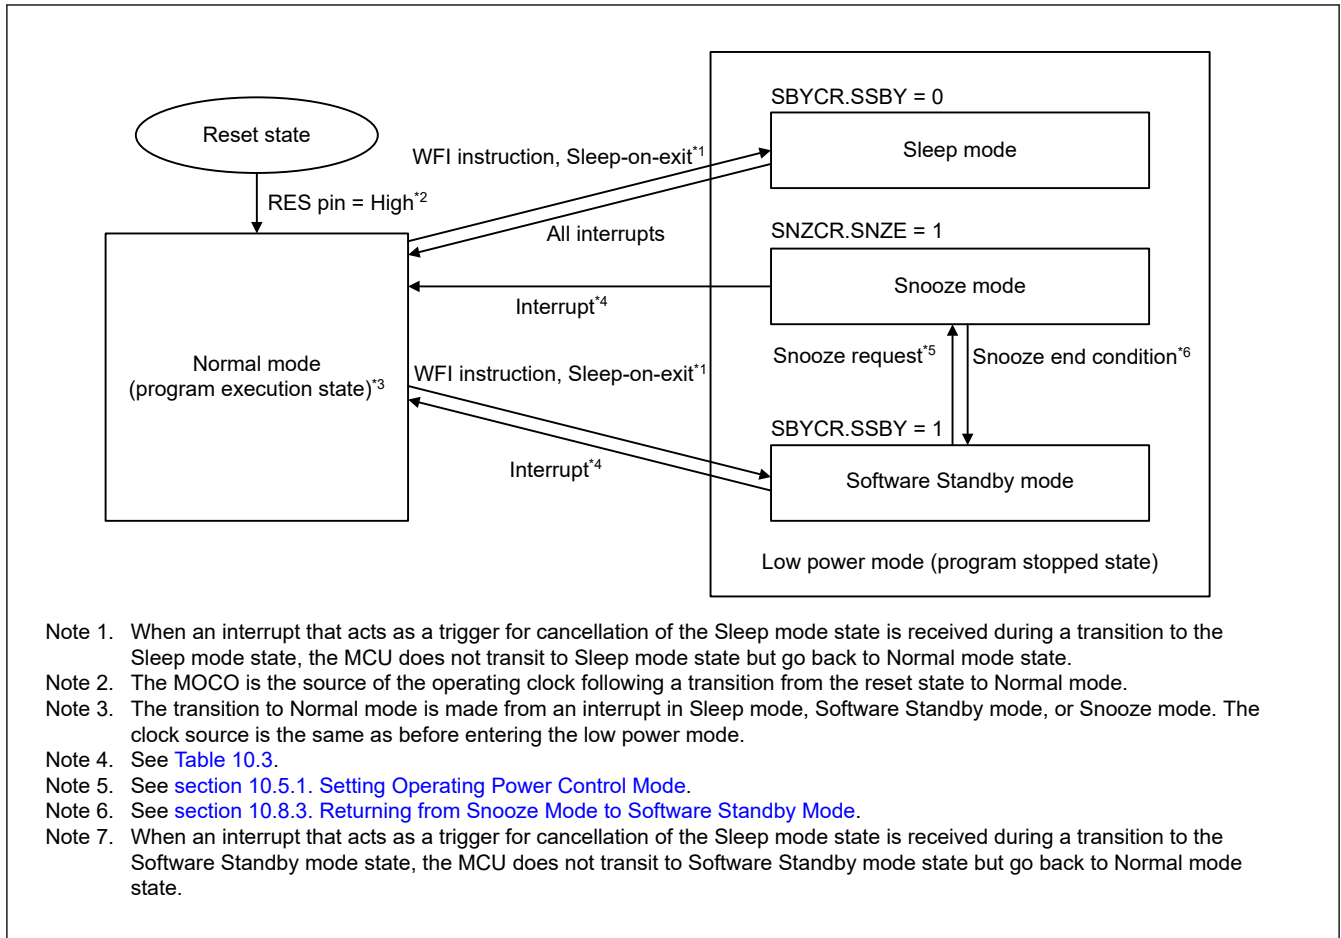 SBYCR.SSBY = 0
Reset state
Sleep mode
WFI instruction, Sleep-on-exit*1
RES pin = High*2
All interrupts
SNZCR.SNZE = 1
Snooze mode
Interrupt*4
Normal mode
(program execution state)*3
Snooze request*5
Snooze end condition*6
WFI instruction, Sleep-on-exit*1
SBYCR.SSBY = 1
Interrupt*4
Software Standby mode
Low power mode (program stopped state)
Note 1. When an interrupt that acts as a trigger for cancellation of the Sleep mode state is received during a transition to the
Sleep mode state, the MCU does not transit to Sleep mode state but go back to Normal mode state.
Note 2. The MOCO is the source of the operating clock following a transition from the reset state to Normal mode.
Note 3. The transition to Normal mode is made from an interrupt in Sleep mode, Software Standby mode, or Snooze mode. The
clock source is the same as before entering the low power mode.
Note 4. See Table 10.3.
Note 5. See section 10.5.1. Setting Operating Power Control Mode.
Note 6. See section 10.8.3. Returning from Snooze Mode to Software Standby Mode.
Note 7. When an interrupt that acts as a trigger for cancellation of the Sleep mode state is received during a transition to the
Software Standby mode state, the MCU does not transit to Software Standby mode state but go back to Normal mode
state.